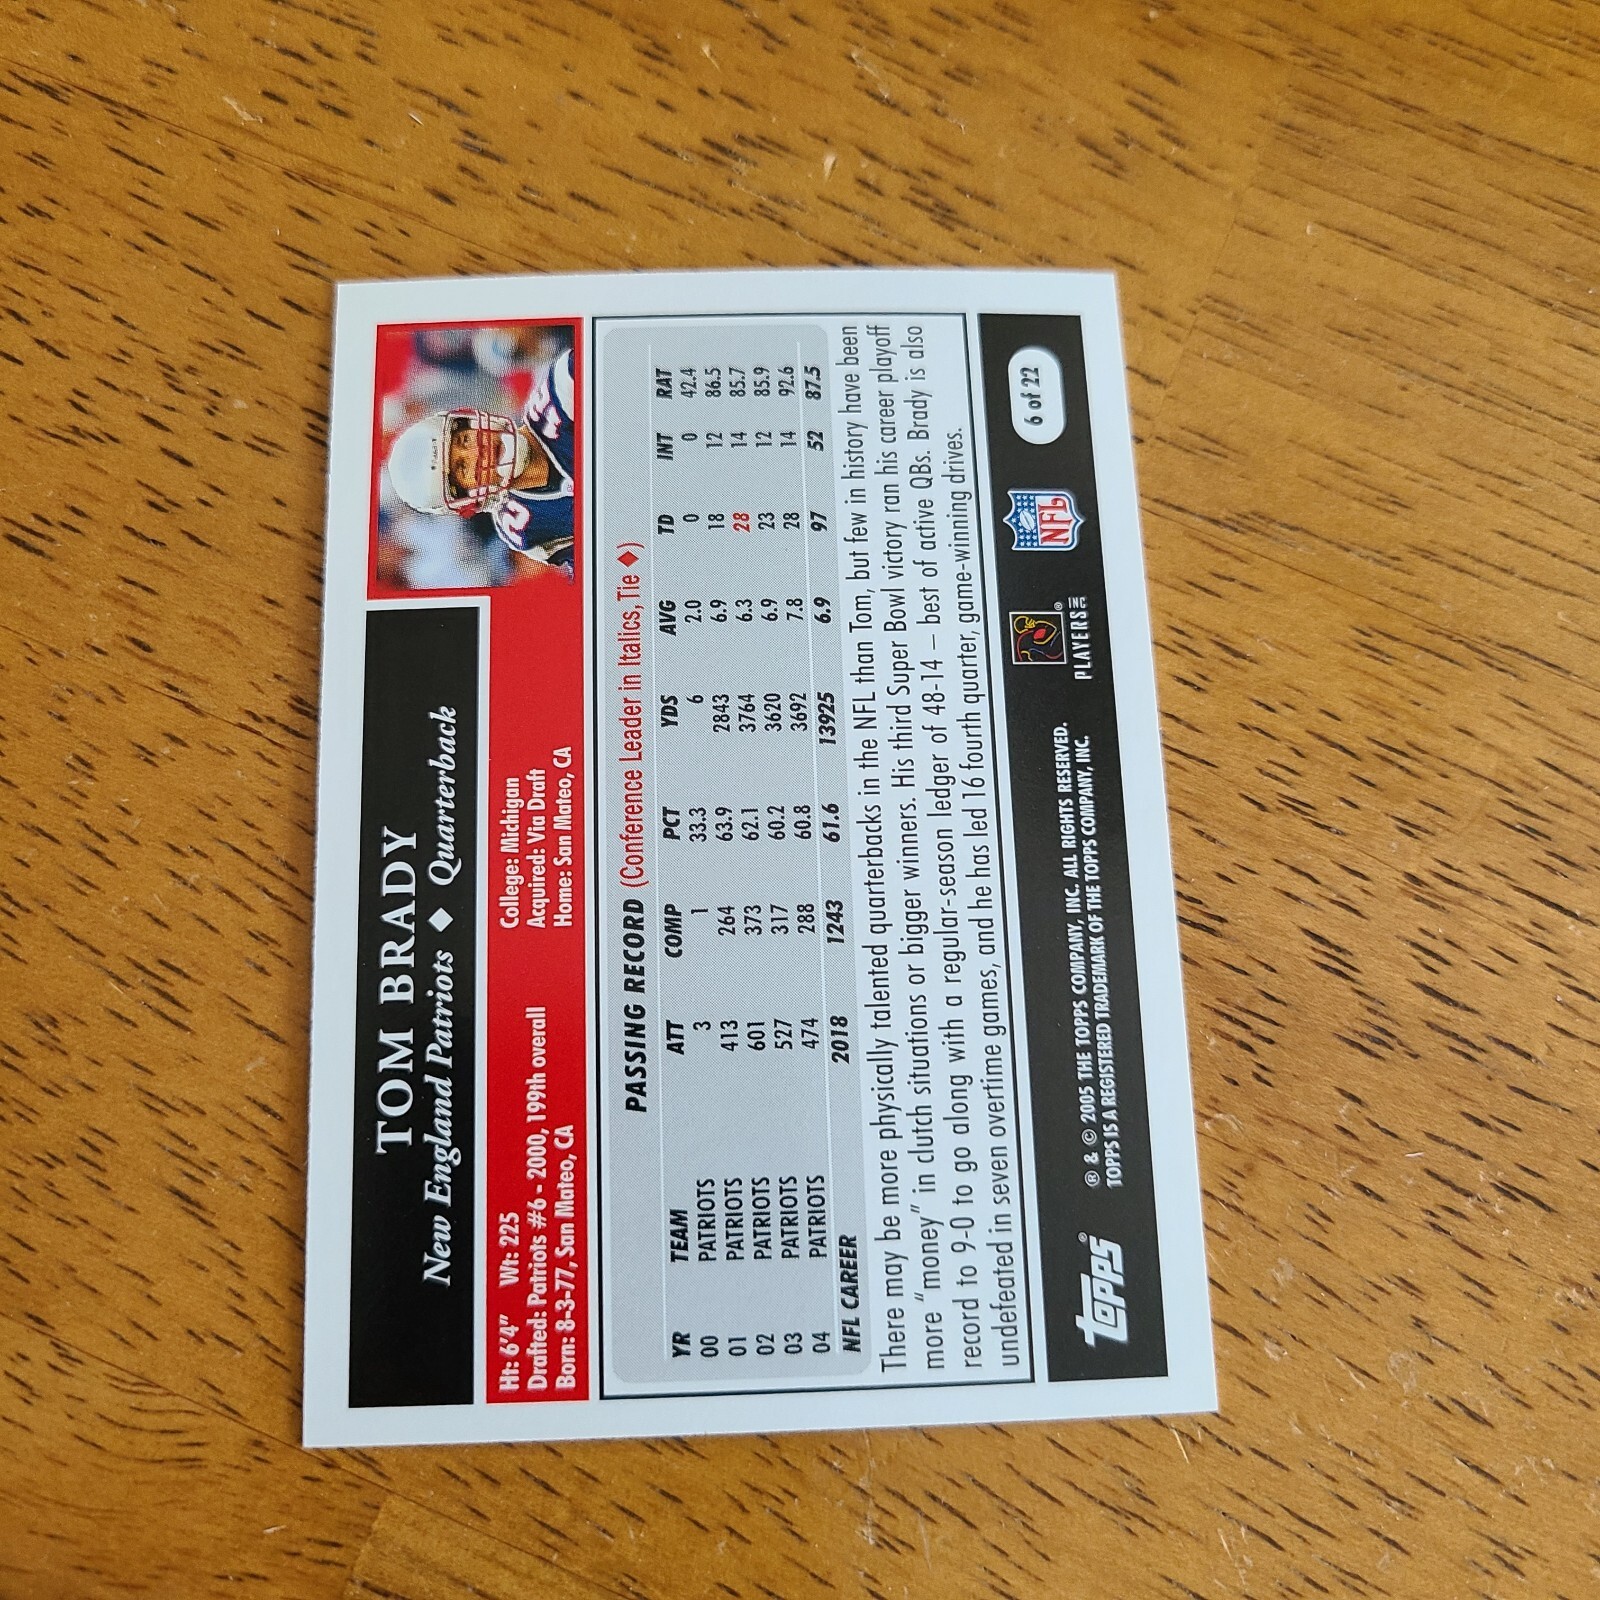 TOM BRADY
New England Patriots ♦ Quarterback
Ht: 6'4" Wt: 225
Drafted: Patriots #6 - 2000, 199th overall
Born: 8-3-77, San Mateo, CA
College: Michigan
Acquired: Via Draft
Home: San Mateo, CA
PASSING RECORD (Conference Leader in Italics, Tie ♦)
YR TEAM ATT COMP PCT YDS AVG TD INT RAT
00 PATRIOTS 3 1 33.3 6 2.0 0 0 42.4
01 PATRIOTS 413 264 63.9 2843 6.9 18 12 86.5
02 PATRIOTS 601 373 62.1 3764 6.3 28 14 85.7
03 PATRIOTS 527 317 60.2 3620 6.9 23 12 85.9
04 PATRIOTS 474 288 60.8 3692 7.8 28 14 92.6
NFL CAREER 2018 1243 61.6 13925 6.9 97 52 87.5
There may be more physically talented quarterbacks in the NFL than Tom, but few in history have been
more "money" in clutch situations or bigger winners. His third Super Bowl victory ran his career playoff
record to 9-0 to go along with a regular-season ledger of 48-14 – best of active QBs. Brady is also
undefeated in seven overtime games, and he has led 16 fourth quarter, game-winning drives.
topps®
® & © 2005 THE TOPPS COMPANY, INC. ALL RIGHTS RESERVED.
TOPPS IS A REGISTERED TRADEMARK OF THE TOPPS COMPANY, INC.
PLAYERS INC
NFL
6 of 22